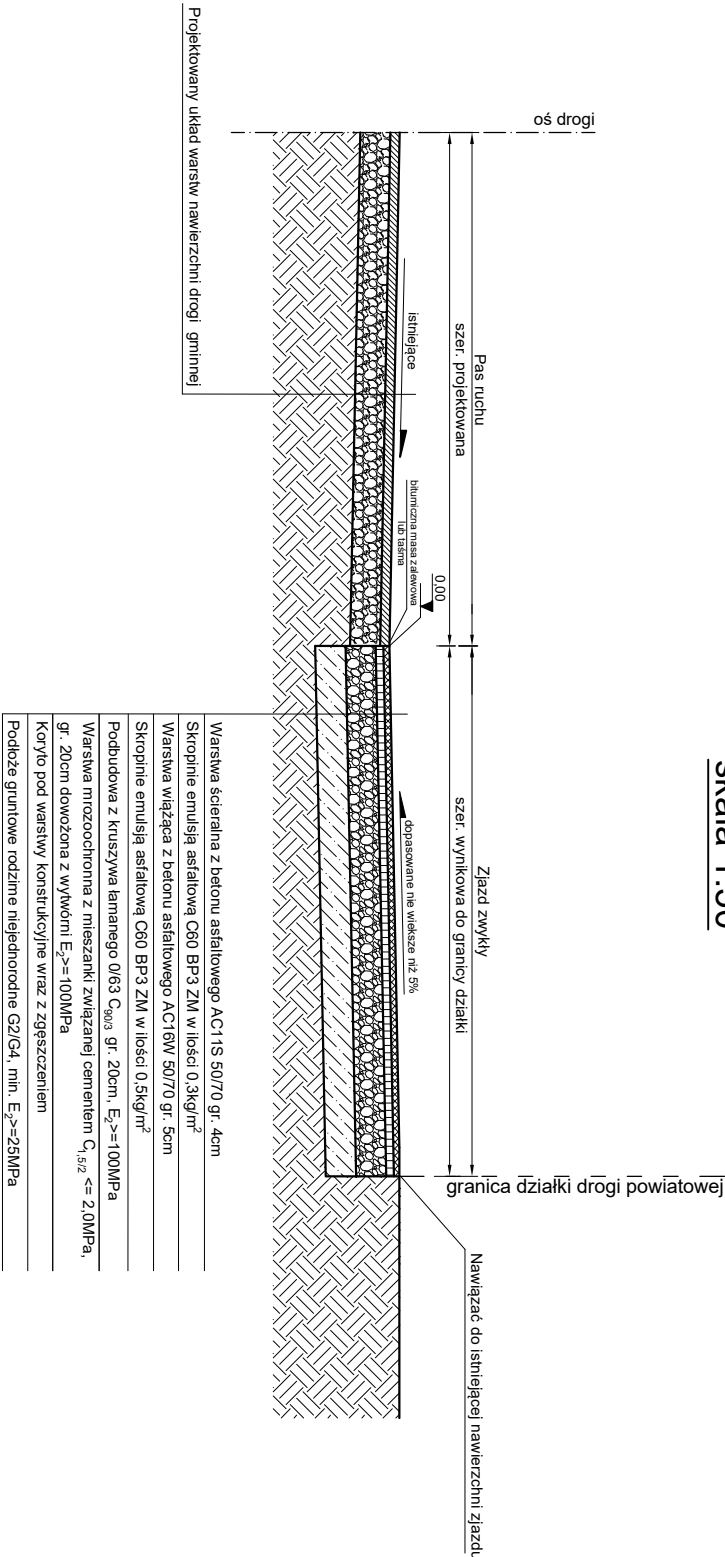 skala 1:50
oś drogi
Pas ruchu
szer. projektowana
Zjazd zwykły
szer. wynikowa do granicy działki
granica działki drogi powiatowej
Nawiązać do istniejącej nawierzchni zjazdu
istniejące
bitumiczna masa zalewowa
lub taśma
0,00
dopasowane nie wieksze niż 5%
Projektowany układ warstw nawierzchni drogi gminnej
Warstwa ścieralna z betonu asfaltowego AC11S 50/70 gr. 4cm
Skropinie emulsją asfaltową C60 BP3 ZM w ilości 0,3kg/m²
Warstwa wiążąca z betonu asfaltowego AC16W 50/70 gr. 5cm
Skropinie emulsją asfaltową C60 BP3 ZM w ilości 0,5kg/m²
Podbudowa z kruszywa łamanego 0/63 C90/3 gr. 20cm, E2>=100MPa
Warstwa mrozoochronna z mieszanki związanej cementem C1,5/2 <= 2,0MPa,
gr. 20cm dowożona z wytwórni E2>=100MPa
Koryto pod warstwy konstrukcyjne wraz z zgęszczeniem
Podłoże gruntowe rodzime niejednorodne G2/G4, min. E2>=25MPa